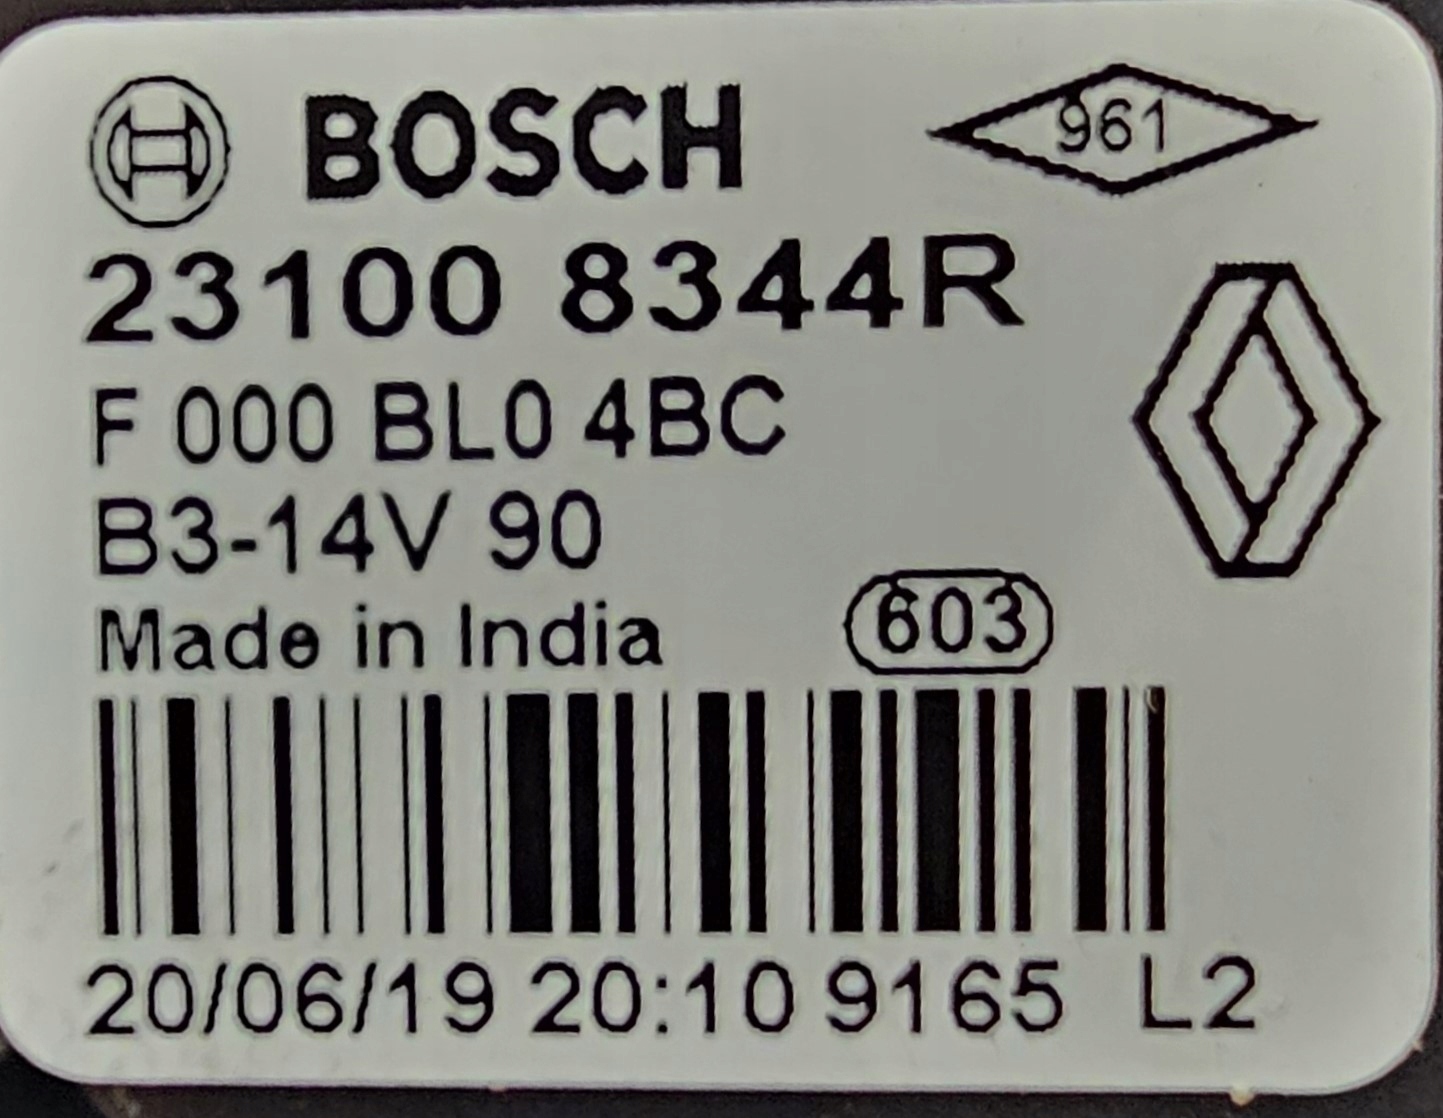 BOSCH 961
23100 8344R
F 000 BL0 4BC
B3-14V 90
Made in India 603
20/06/19 20:10 9165 L2